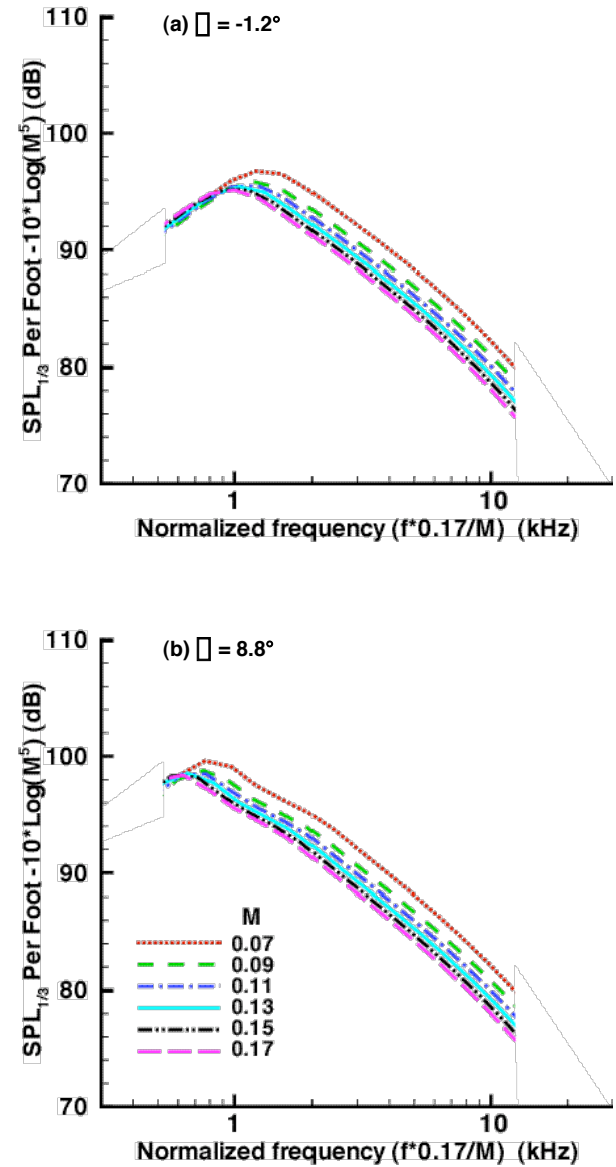 (a) ▯ = -1.2°
110
100
90
80
70
SPL1/3 Per Foot -10*Log(M^5) (dB)
1 10
Normalized frequency (f*0.17/M) (kHz)
(b) ▯ = 8.8°
110
100
90
80
70
SPL1/3 Per Foot -10*Log(M^5) (dB)
M
0.07
0.09
0.11
0.13
0.15
0.17
1 10
Normalized frequency (f*0.17/M) (kHz)